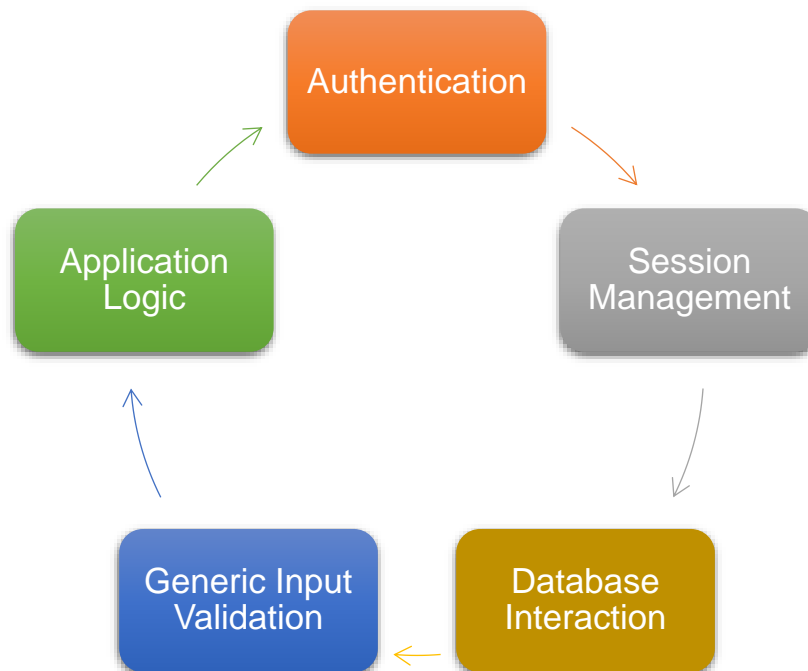 Authentication
Session
Management
Database
Interaction
Generic Input
Validation
Application
Logic